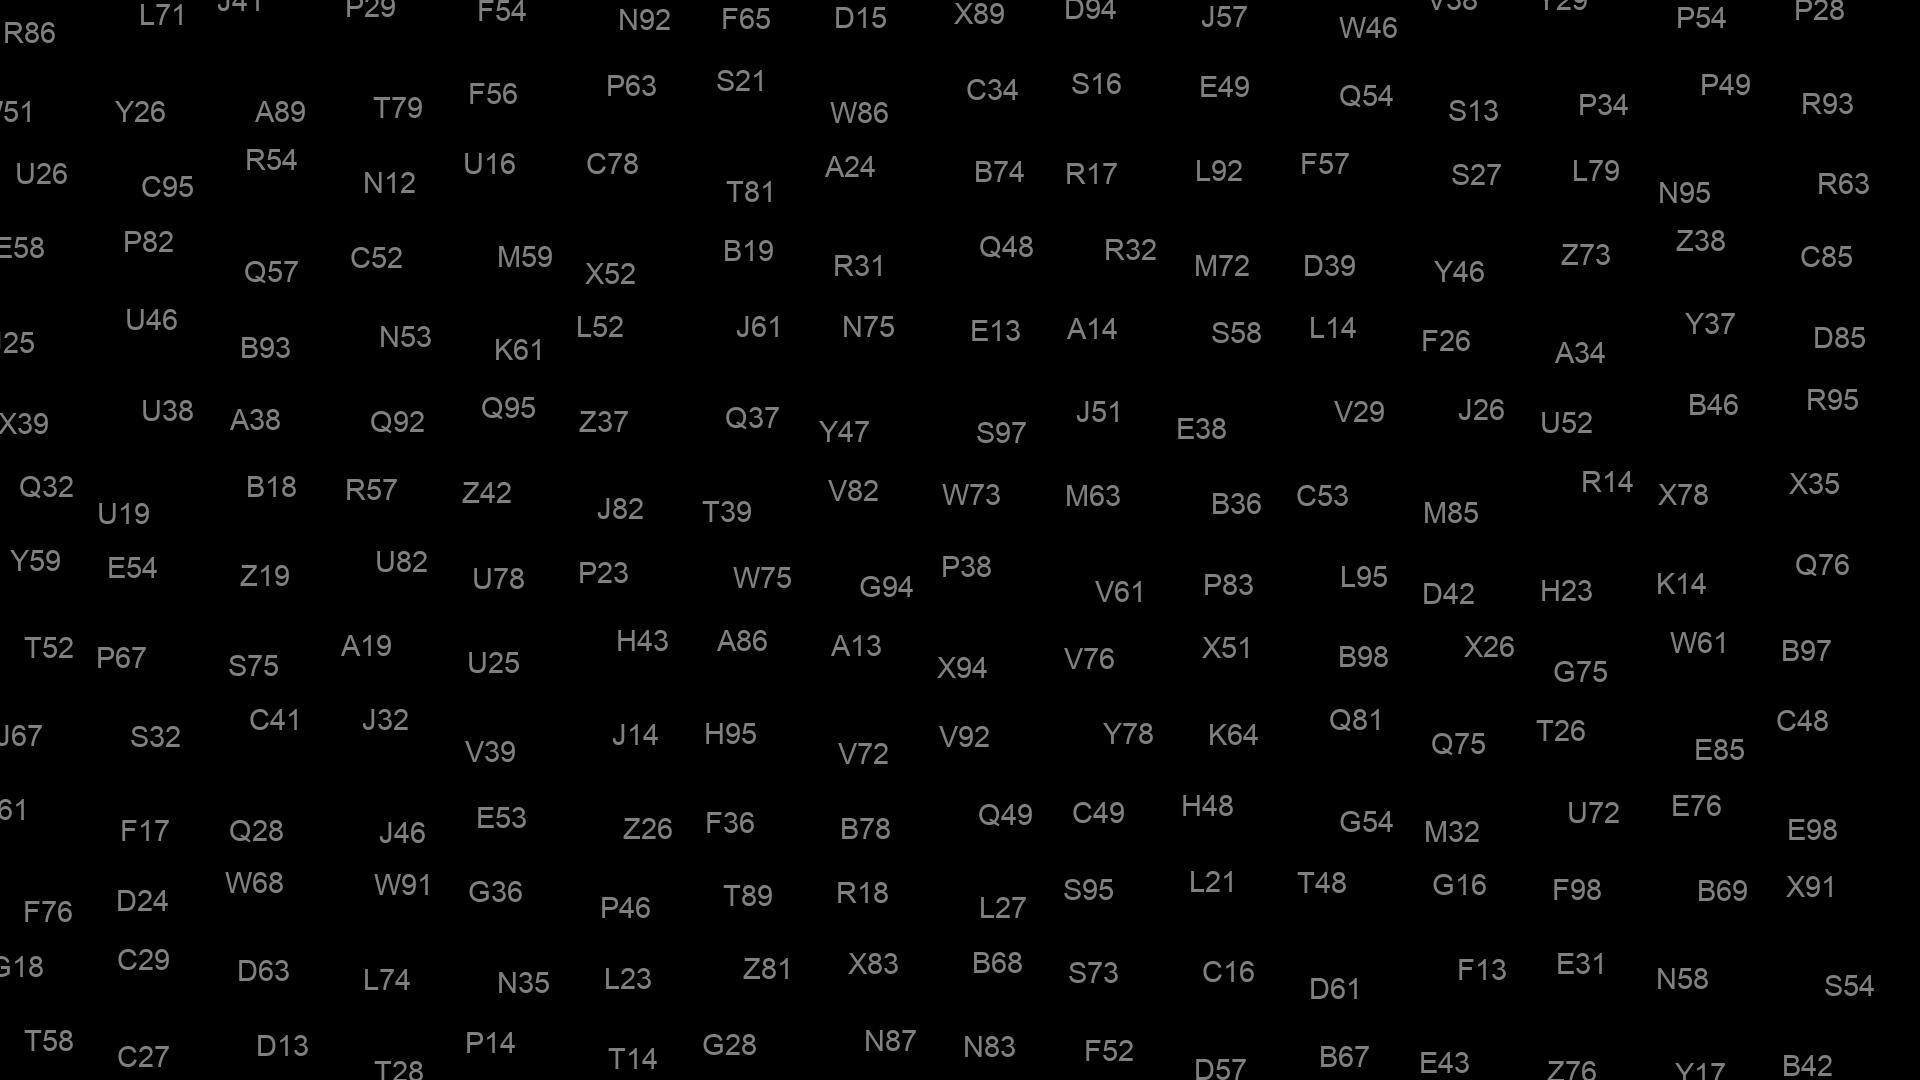 R86 L71 J41 P29 F54 N92 F65 D15 X89 D94 J57 W46 V38 Y29 P54 P28
51 Y26 A89 T79 F56 P63 S21 W86 C34 S16 E49 Q54 S13 P34 P49 R93
U26 C95 R54 N12 U16 C78 T81 A24 B74 R17 L92 F57 S27 L79 N95 R63
E58 P82 Q57 C52 M59 X52 B19 R31 Q48 R32 M72 D39 Y46 Z73 Z38 C85
25 U46 B93 N53 K61 L52 J61 N75 E13 A14 S58 L14 F26 A34 Y37 D85
X39 U38 A38 Q92 Q95 Z37 Q37 Y47 S97 J51 E38 V29 J26 U52 B46 R95
Q32 U19 B18 R57 Z42 J82 T39 V82 W73 M63 B36 C53 M85 R14 X78 X35
Y59 E54 Z19 U82 U78 P23 W75 G94 P38 V61 P83 L95 D42 H23 K14 Q76
T52 P67 S75 A19 U25 H43 A86 A13 X94 V76 X51 B98 X26 G75 W61 B97
J67 S32 C41 J32 V39 J14 H95 V72 V92 Y78 K64 Q81 Q75 T26 E85 C48
61 F17 Q28 J46 E53 Z26 F36 B78 Q49 C49 H48 G54 M32 U72 E76 E98
F76 D24 W68 W91 G36 P46 T89 R18 L27 S95 L21 T48 G16 F98 B69 X91
G18 C29 D63 L74 N35 L23 Z81 X83 B68 S73 C16 D61 F13 E31 N58 S54
T58 C27 D13 T28 P14 T14 G28 N87 N83 F52 D57 B67 E43 Z76 Y17 B42